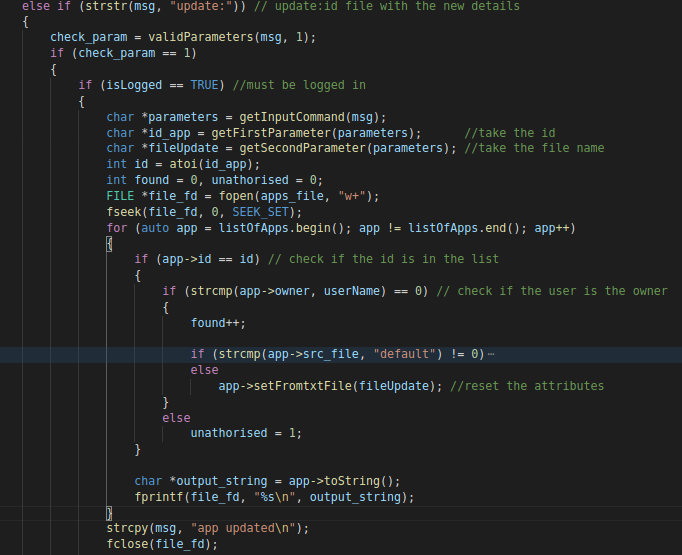 else if (strstr(msg, "update:")) // update:id file with the new details
{
check_param = validParameters(msg, 1);
if (check_param == 1)
{
if (isLogged == TRUE) //must be logged in
{
char *parameters = getInputCommand(msg);
char *id_app = getFirstParameter(parameters); //take the id
char *fileUpdate = getSecondParameter(parameters); //take the file name
int id = atoi(id_app);
int found = 0, unathorised = 0;
FILE *file_fd = fopen(apps_file, "w+");
fseek(file_fd, 0, SEEK_SET);
for (auto app = listOfApps.begin(); app != listOfApps.end(); app++)
{
if (app->id == id) // check if the id is in the list
{
if (strcmp(app->owner, userName) == 0) // check if the user is the owner
{
found++;
if (strcmp(app->src_file, "default") != 0)⋯
else
app->setFromtxtFile(fileUpdate); //reset the attributes
}
else
unathorised = 1;
}
char *output_string = app->toString();
fprintf(file_fd, "%s\n", output_string);
}
strcpy(msg, "app updated\n");
fclose(file_fd);